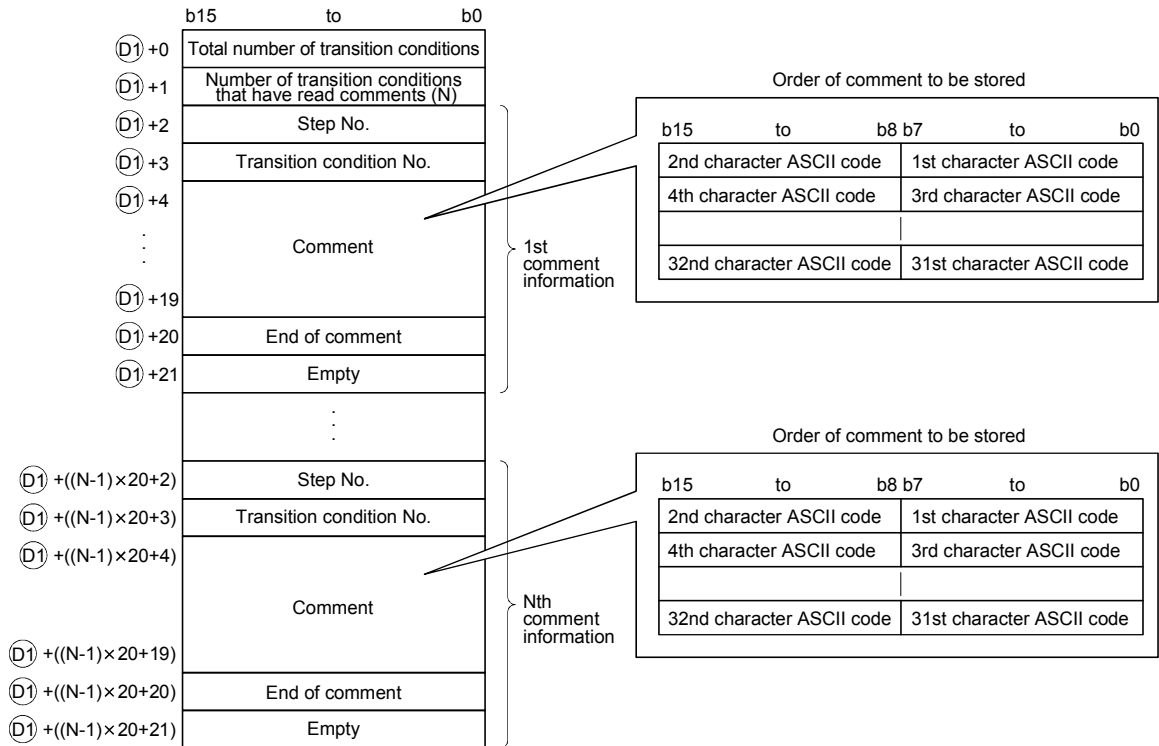 b15 to b0
D1 +0 Total number of transition conditions
D1 +1 Number of transition conditions
that have read comments (N)
D1 +2 Step No.
D1 +3 Transition condition No.
D1 +4
Comment
D1 +19
D1 +20 End of comment
D1 +21 Empty
1st
comment
information
Order of comment to be stored
b15 to b8 b7 to b0
2nd character ASCII code 1st character ASCII code
4th character ASCII code 3rd character ASCII code
32nd character ASCII code 31st character ASCII code
D1 +((N-1)×20+2) Step No.
D1 +((N-1)×20+3) Transition condition No.
D1 +((N-1)×20+4)
Comment
D1 +((N-1)×20+19)
D1 +((N-1)×20+20) End of comment
D1 +((N-1)×20+21) Empty
Nth
comment
information
Order of comment to be stored
b15 to b8 b7 to b0
2nd character ASCII code 1st character ASCII code
4th character ASCII code 3rd character ASCII code
32nd character ASCII code 31st character ASCII code